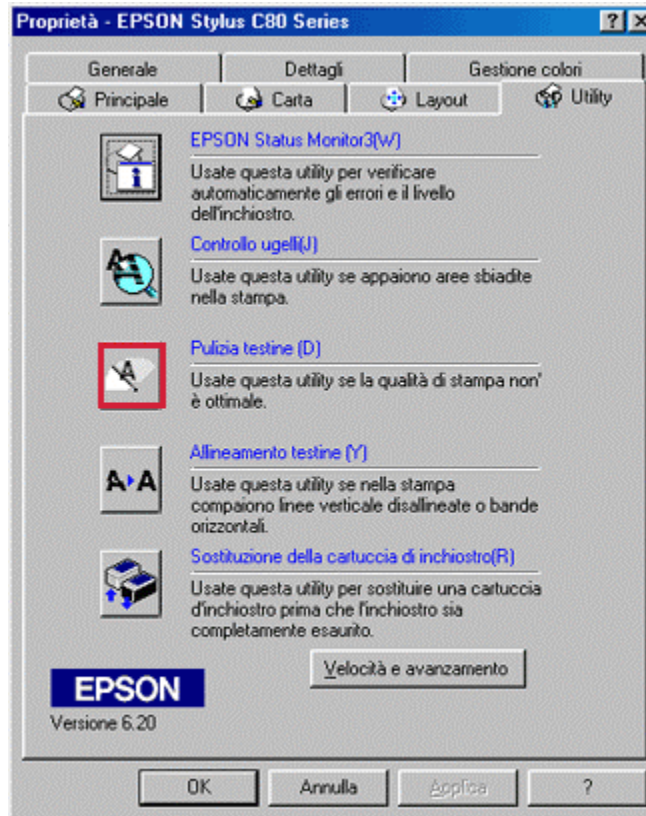 Proprietà - EPSON Stylus C80 Series
Generale
Dettagli
Gestione colori
Principale
Carta
Layout
Utility
EPSON Status Monitor3(W)
Usate questa utility per verificare
automaticamente gli errori e il livello
dell'inchiostro.
Controllo ugelli(J)
Usate questa utility se appaiono aree sbiadite
nella stampa.
Pulizia testine (D)
Usate questa utility se la qualità di stampa non'
è ottimale.
Allineamento testine (Y)
Usate questa utility se nella stampa
compaiono linee verticale disallineate o bande
orizzontali.
Sostituzione della cartuccia di inchiostro(R)
Usate questa utility per sostituire una cartuccia
d'inchiostro prima che l'inchiostro sia
completamente esaurito.
Velocità e avanzamento
EPSON
Versione 6.20
OK
Annulla
Applica
?